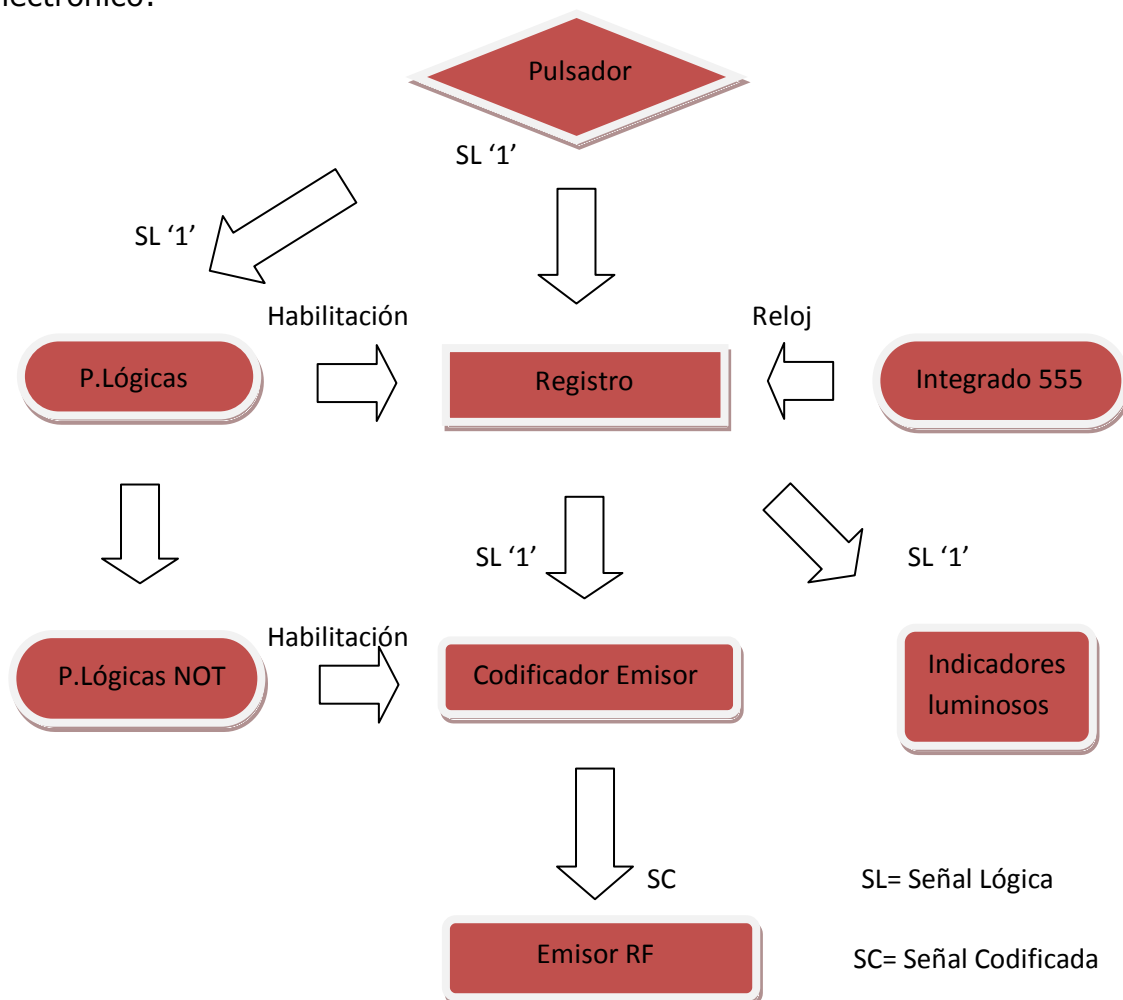 Pulsador
SL ‘1’
SL ‘1’
Habilitación
Reloj
P.Lógicas
Registro
Integrado 555
SL ‘1’
SL ‘1’
Habilitación
P.Lógicas NOT
Codificador Emisor
Indicadores
luminosos
SC
SL= Señal Lógica
Emisor RF
SC= Señal Codificada